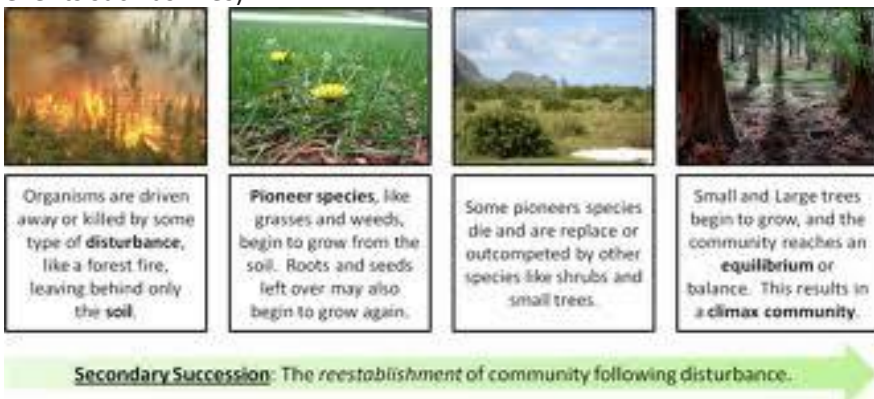 Organisms are driven
away or killed by some
type of disturbance,
like a forest fire,
leaving behind only
the soil.
Pioneer species, like
grasses and weeds,
begin to grow from the
soil. Roots and seeds
left over may also
begin to grow again.
Some pioneers species
die and are replace or
outcompeted by other
species like shrubs and
small trees.
Small and Large trees
begin to grow, and the
community reaches an
equilibrium or
balance. This results in
a climax community.
Secondary Succession: The reestablishment of community following disturbance.